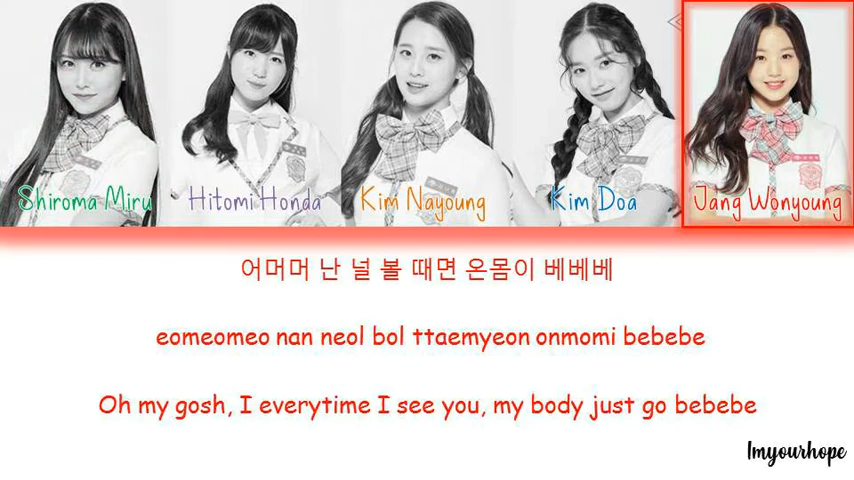 Shiroma Miru Hitomi Honda Kim Nayoung Kim Doa Jang Wonyoung
어머머 난 널 볼 때면 온몸이 베베베
eomeomeo nan neol bol ttaemyeon onmomi bebebe
Oh my gosh, I everytime I see you, my body just go bebebe
Imyourhope